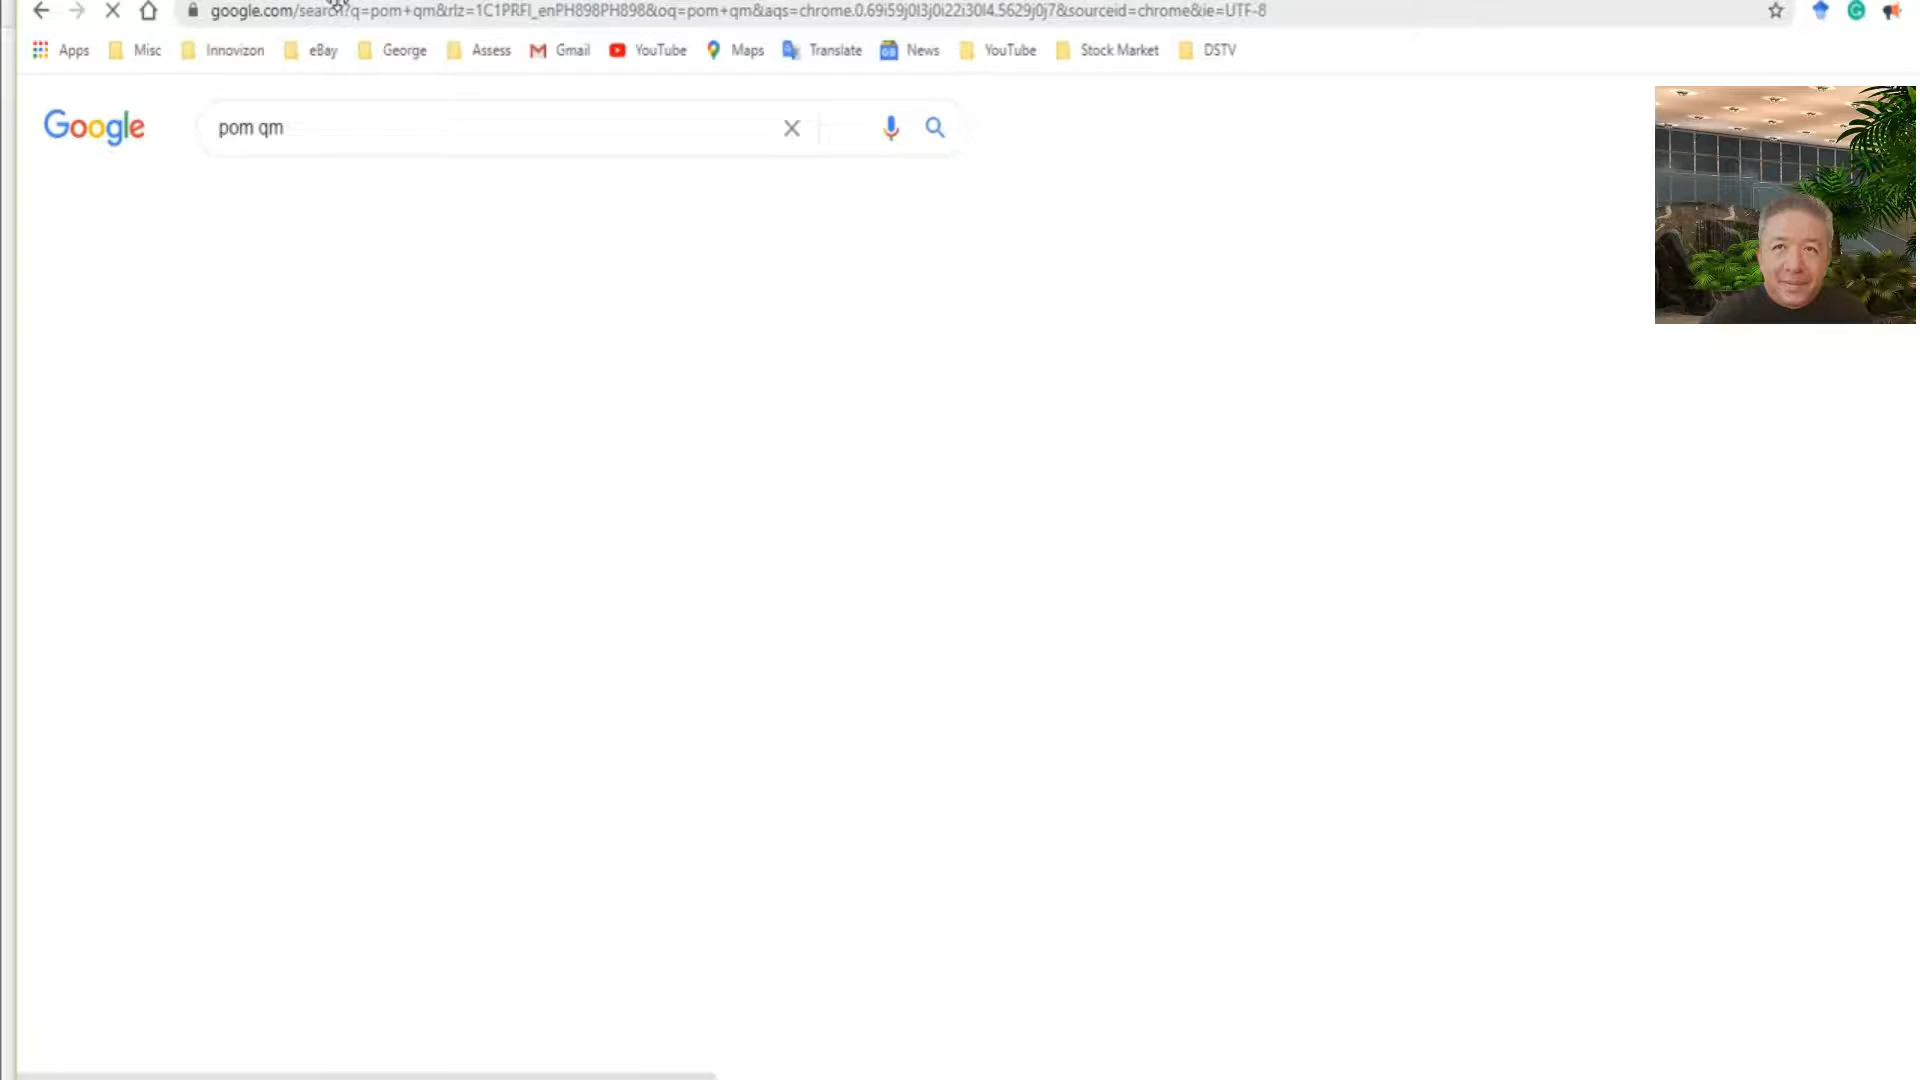 google.com/search?q=pom+qm&rlz=1C1PRFI_enPH898PH898&oq=pom+qm&aqs=chrome.0.69i59j0l3j0i22i30l4.5629j0j7&sourceid=chrome&ie=UTF-8
Apps Misc Innovizon eBay George Assess Gmail YouTube Maps Translate News YouTube Stock Market DSTV
Google pom qm